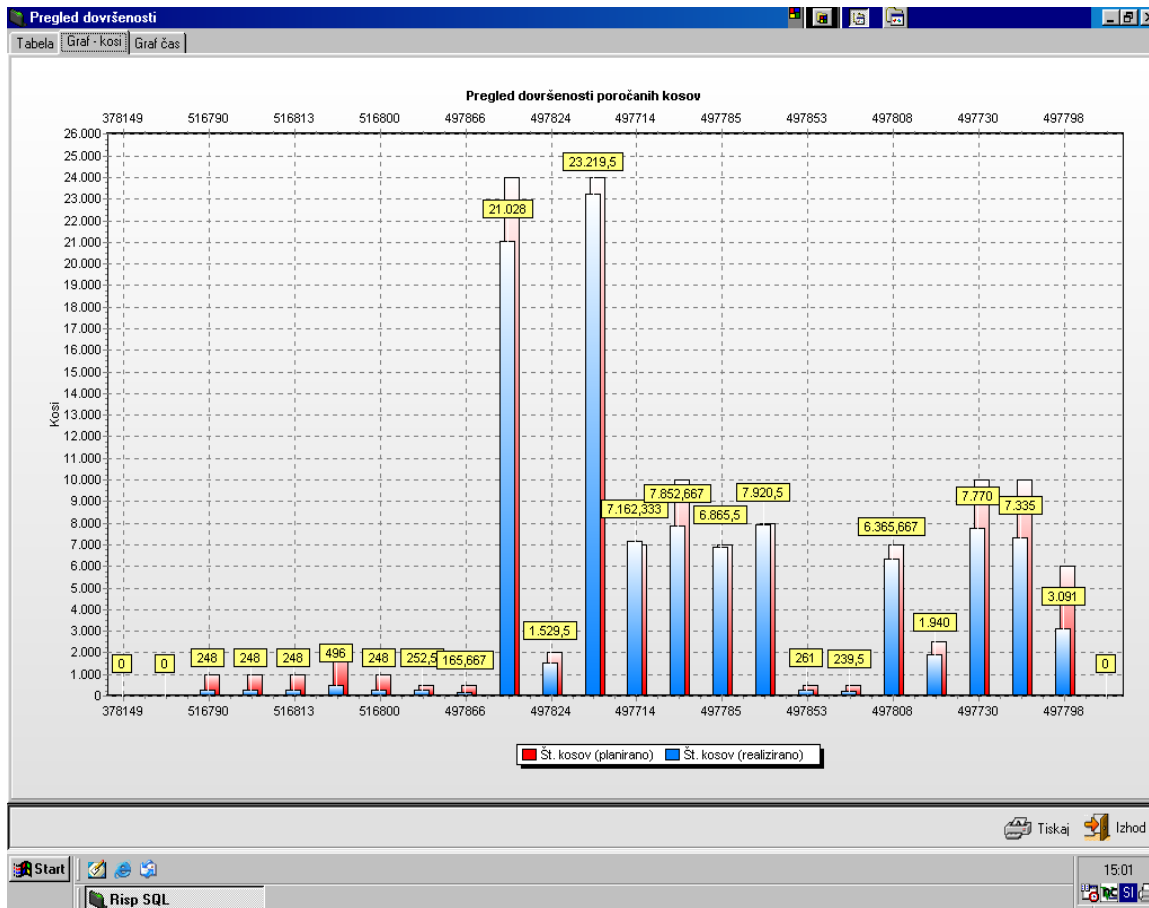 Pregled dovršenosti
Tabela Graf - kosi Graf čas
Pregled dovršenosti poročanih kosov
378149 516790 516813 516800 497866 497824 497714 497785 497853 497808 497730 497798
26.000
25.000
24.000
23.000
22.000
21.000
20.000
19.000
18.000
17.000
16.000
15.000
14.000
13.000
12.000
11.000
10.000
9.000
8.000
7.000
6.000
5.000
4.000
3.000
2.000
1.000
0
Kosi
0 0 248 248 248 496 248 252,5 165,667 21.028 1.529,5 23.219,5 7.162,333 7.852,667 6.865,5 7.920,5 261 239,5 6.365,667 1.940 7.770 7.335 3.091 0
378149 516790 516813 516800 497866 497824 497714 497785 497853 497808 497730 497798
Št. kosov (planirano) Št. kosov (realizirano)
Tiskaj Izhod
Start
15:01
Risp SQL
SI